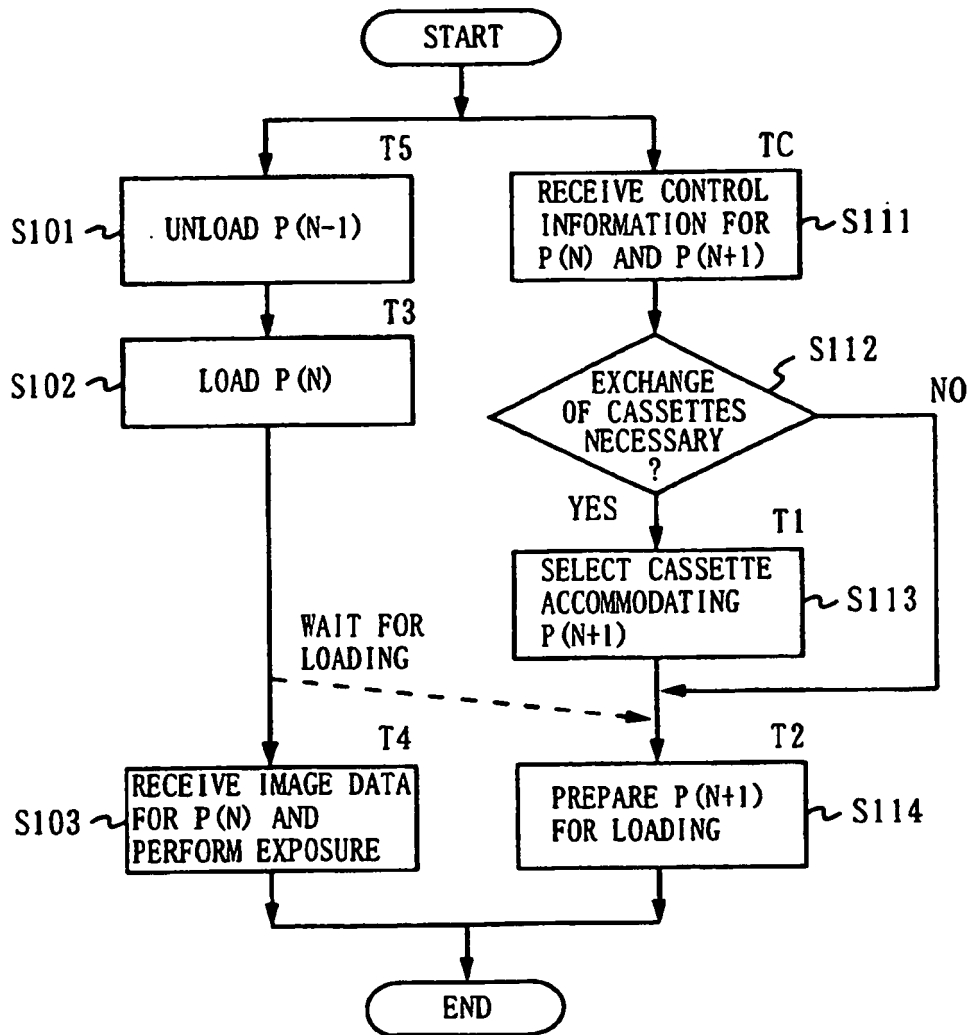 START
T5
S101
UNLOAD P(N-1)
T3
S102
LOAD P(N)
TC
RECEIVE CONTROL
INFORMATION FOR
P(N) AND P(N+1)
S111
S112
EXCHANGE
OF CASSETTES
NECESSARY
?
NO
YES
T1
SELECT CASSETTE
ACCOMMODATING
P(N+1)
S113
WAIT FOR
LOADING
T4
S103
RECEIVE IMAGE DATA
FOR P(N) AND
PERFORM EXPOSURE
T2
PREPARE P(N+1)
FOR LOADING
S114
END